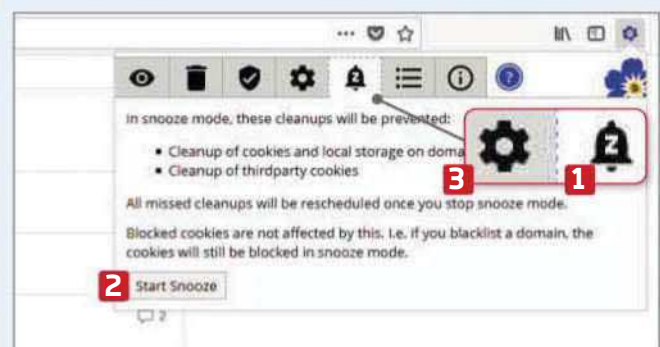 In snooze mode, these cleanups will be prevented:
Cleanup of cookies and local storage on doma
Cleanup of thirdparty cookies
3
1
All missed cleanups will be rescheduled once you stop snooze mode.
Blocked cookies are not affected by this. I.e. if you blacklist a domain, the
cookies will still be blocked in snooze mode.
2 Start Snooze
2